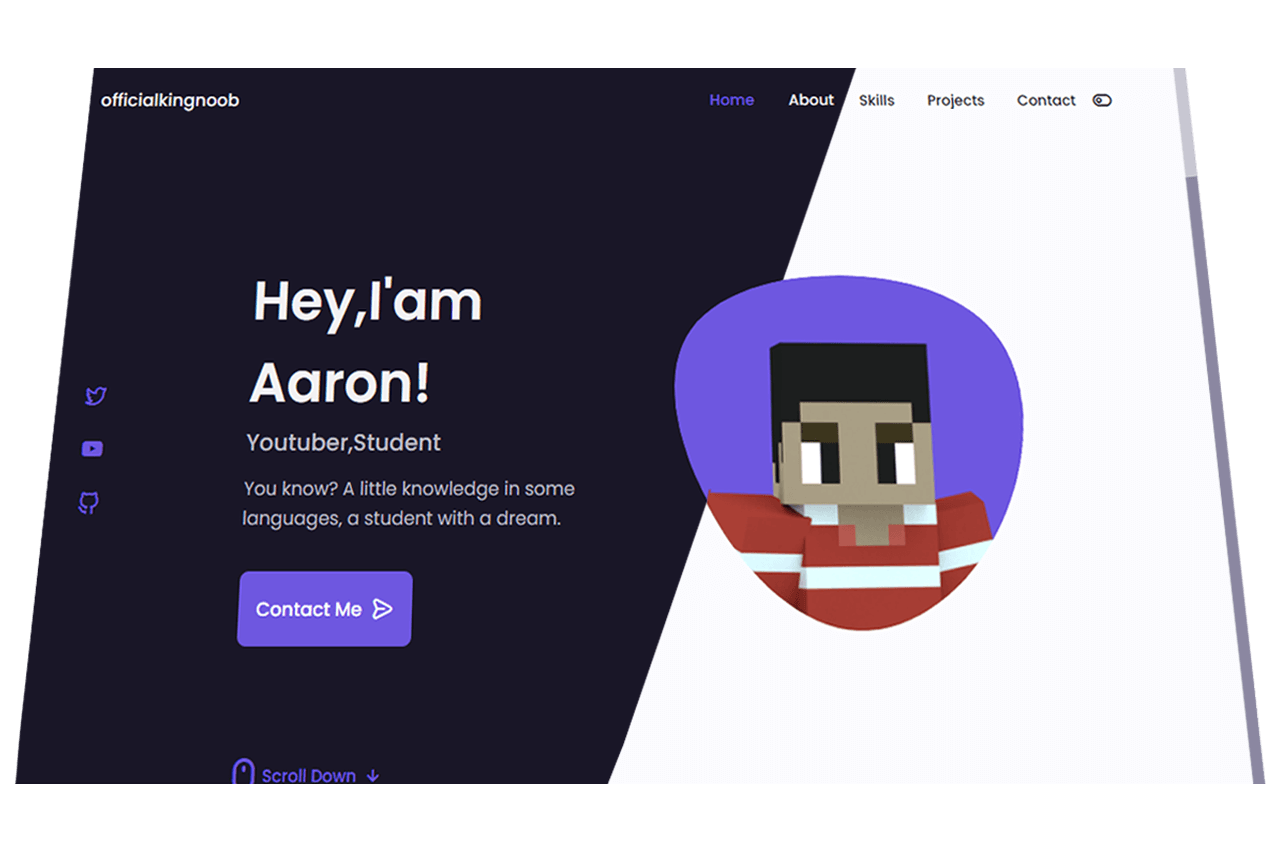 officialkingnoob
Home About Skills Projects Contact
Hey,I'am
Aaron!
Youtuber,Student
You know? A little knowledge in some
languages, a student with a dream.
Contact Me
Scroll Down